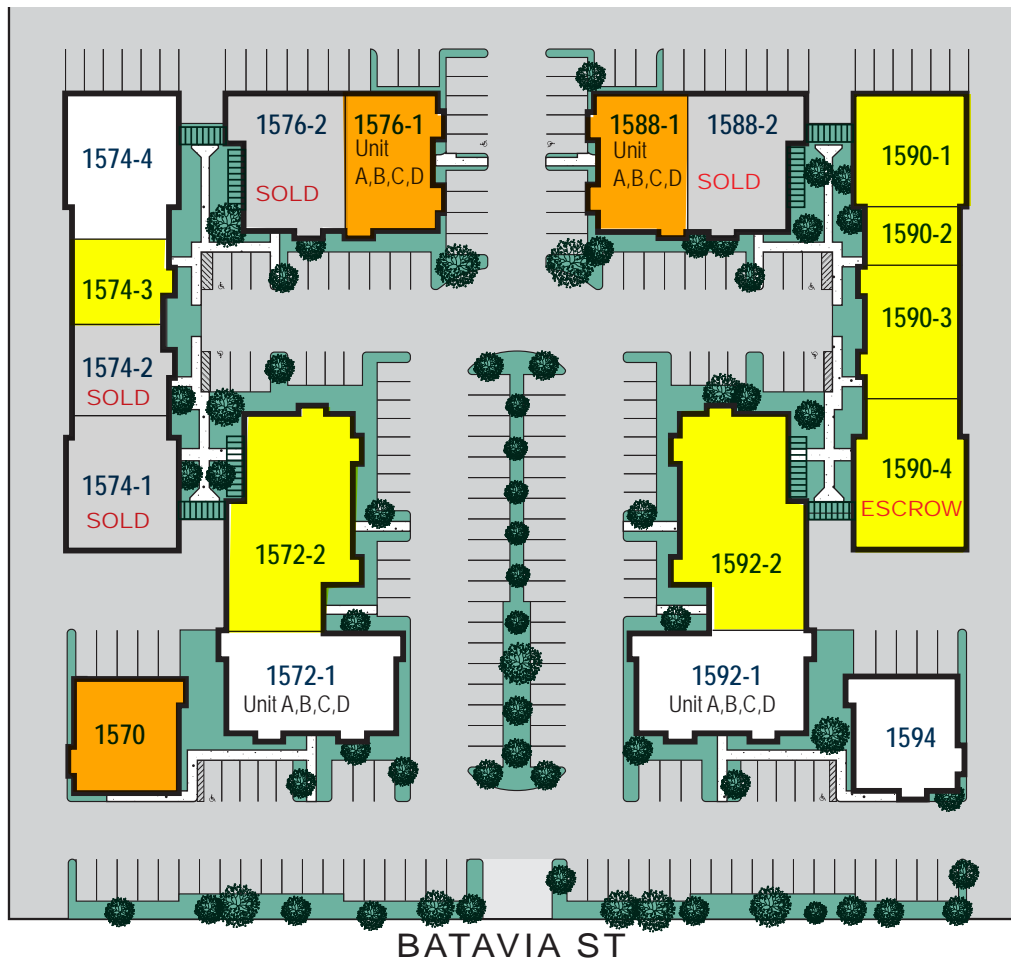 1576-2
1576-1
Unit
A,B,C,D
SOLD
1588-1
Unit
A,B,C,D
1588-2
SOLD
1574-4
1590-1
1590-2
1574-3
1590-3
1574-2
SOLD
1574-1
SOLD
1590-4
ESCROW
1572-2
1592-2
1572-1
Unit A,B,C,D
1592-1
Unit A,B,C,D
1570
1594
BATAVIA ST